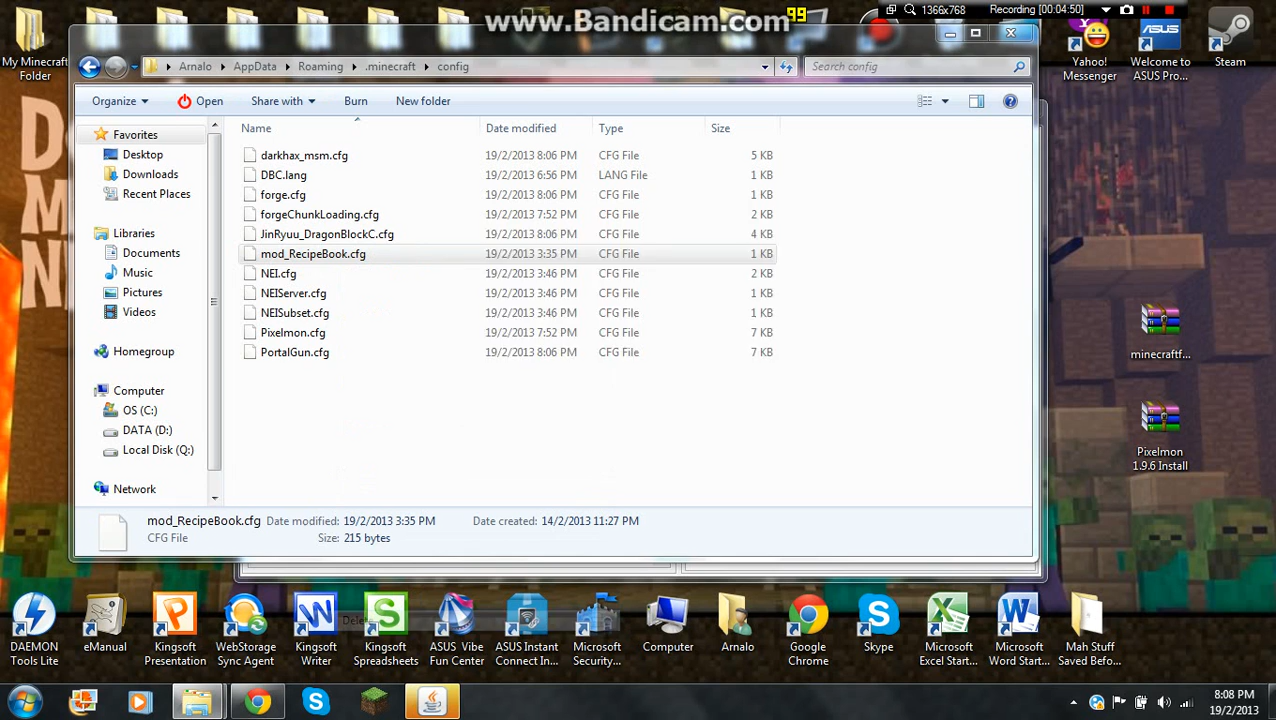 www.Bandicam.com
99
1366x768
Recording [00:04:50]
My Minecraft
Folder
Yahoo!
Messenger
Welcome to
ASUS Pro...
Steam
Arnalo
AppData
Roaming
.minecraft
config
Search config
Organize
Open
Share with
Burn
New folder
Favorites
Desktop
Downloads
Recent Places
Libraries
Documents
Music
Pictures
Videos
Homegroup
Computer
OS (C:)
DATA (D:)
Local Disk (Q:)
Network
Name Date modified Type Size
darkhax_msm.cfg 19/2/2013 8:06 PM CFG File 5 KB
DBC.lang 19/2/2013 6:56 PM LANG File 1 KB
forge.cfg 19/2/2013 8:06 PM CFG File 1 KB
forgeChunkLoading.cfg 19/2/2013 7:52 PM CFG File 2 KB
JinRyuu_DragonBlockC.cfg 19/2/2013 8:06 PM CFG File 4 KB
mod_RecipeBook.cfg 19/2/2013 3:35 PM CFG File 1 KB
NEI.cfg 19/2/2013 3:46 PM CFG File 2 KB
NEIServer.cfg 19/2/2013 3:46 PM CFG File 1 KB
NEISubset.cfg 19/2/2013 3:46 PM CFG File 1 KB
Pixelmon.cfg 19/2/2013 7:52 PM CFG File 7 KB
PortalGun.cfg 19/2/2013 8:06 PM CFG File 7 KB
minecraftf...
Pixelmon
1.9.6 Install
mod_RecipeBook.cfg Date modified: 19/2/2013 3:35 PM Date created: 14/2/2013 11:27 PM
CFG File Size: 215 bytes
DAEMON
Tools Lite
eManual
Kingsoft
Presentation
WebStorage
Sync Agent
Kingsoft
Writer
Kingsoft
Spreadsheets
ASUS Vibe
Fun Center
ASUS Instant
Connect In...
Microsoft
Security...
Computer
Arnalo
Google
Chrome
Skype
Microsoft
Excel Start...
Microsoft
Word Start...
Mah Stuff
Saved Befo...
8:08 PM
19/2/2013